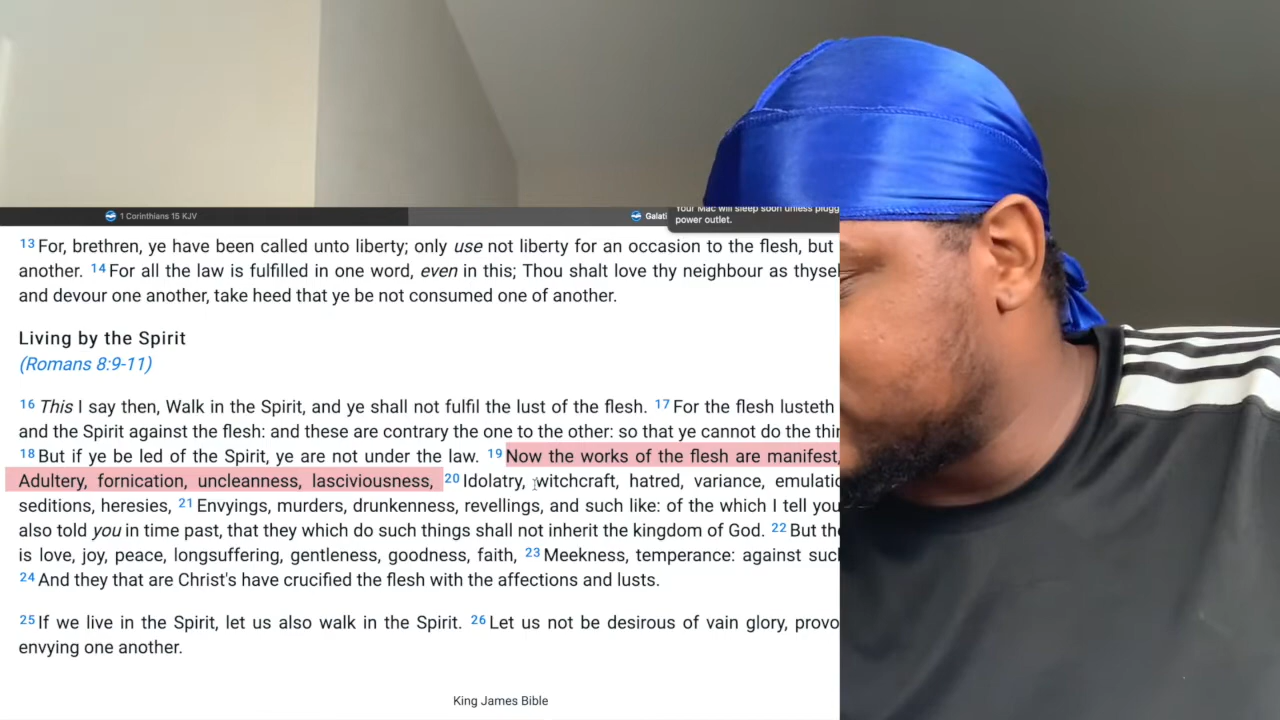 1 Corinthians 15 KJV
Galati
Your Mac will sleep soon unless plugg
power outlet.
13 For, brethren, ye have been called unto liberty; only use not liberty for an occasion to the flesh, but
another. 14 For all the law is fulfilled in one word, even in this; Thou shalt love thy neighbour as thysel
and devour one another, take heed that ye be not consumed one of another.
Living by the Spirit
(Romans 8:9-11)
16 This I say then, Walk in the Spirit, and ye shall not fulfil the lust of the flesh. 17 For the flesh lusteth
and the Spirit against the flesh: and these are contrary the one to the other: so that ye cannot do the thin
18 But if ye be led of the Spirit, ye are not under the law. 19 Now the works of the flesh are manifest,
Adultery, fornication, uncleanness, lasciviousness, 20 Idolatry, witchcraft, hatred, variance, emulatio
seditions, heresies, 21 Envyings, murders, drunkenness, revellings, and such like: of the which I tell you
also told you in time past, that they which do such things shall not inherit the kingdom of God. 22 But the
is love, joy, peace, longsuffering, gentleness, goodness, faith, 23 Meekness, temperance: against suc
24 And they that are Christ's have crucified the flesh with the affections and lusts.
25 If we live in the Spirit, let us also walk in the Spirit. 26 Let us not be desirous of vain glory, provo
envying one another.
King James Bible